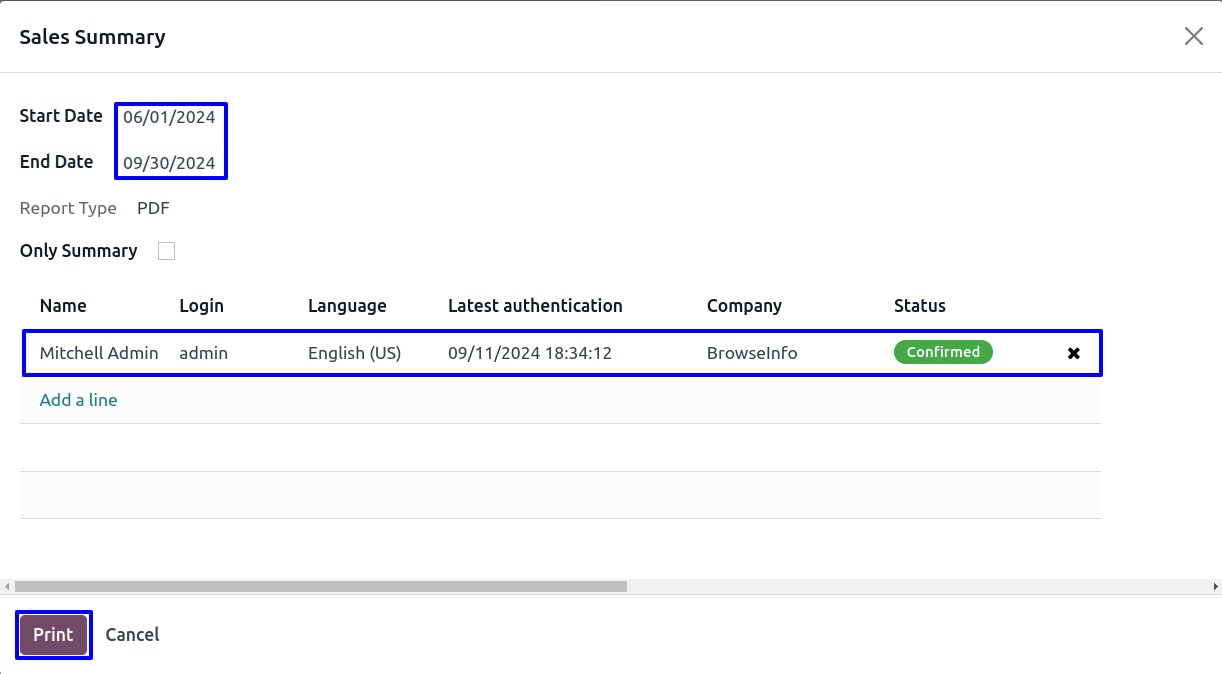 Sales Summary
Start Date 06/01/2024
End Date 09/30/2024
Report Type PDF
Only Summary
Name Login Language Latest authentication Company Status
Mitchell Admin admin English (US) 09/11/2024 18:34:12 BrowseInfo Confirmed
Add a line
Print Cancel